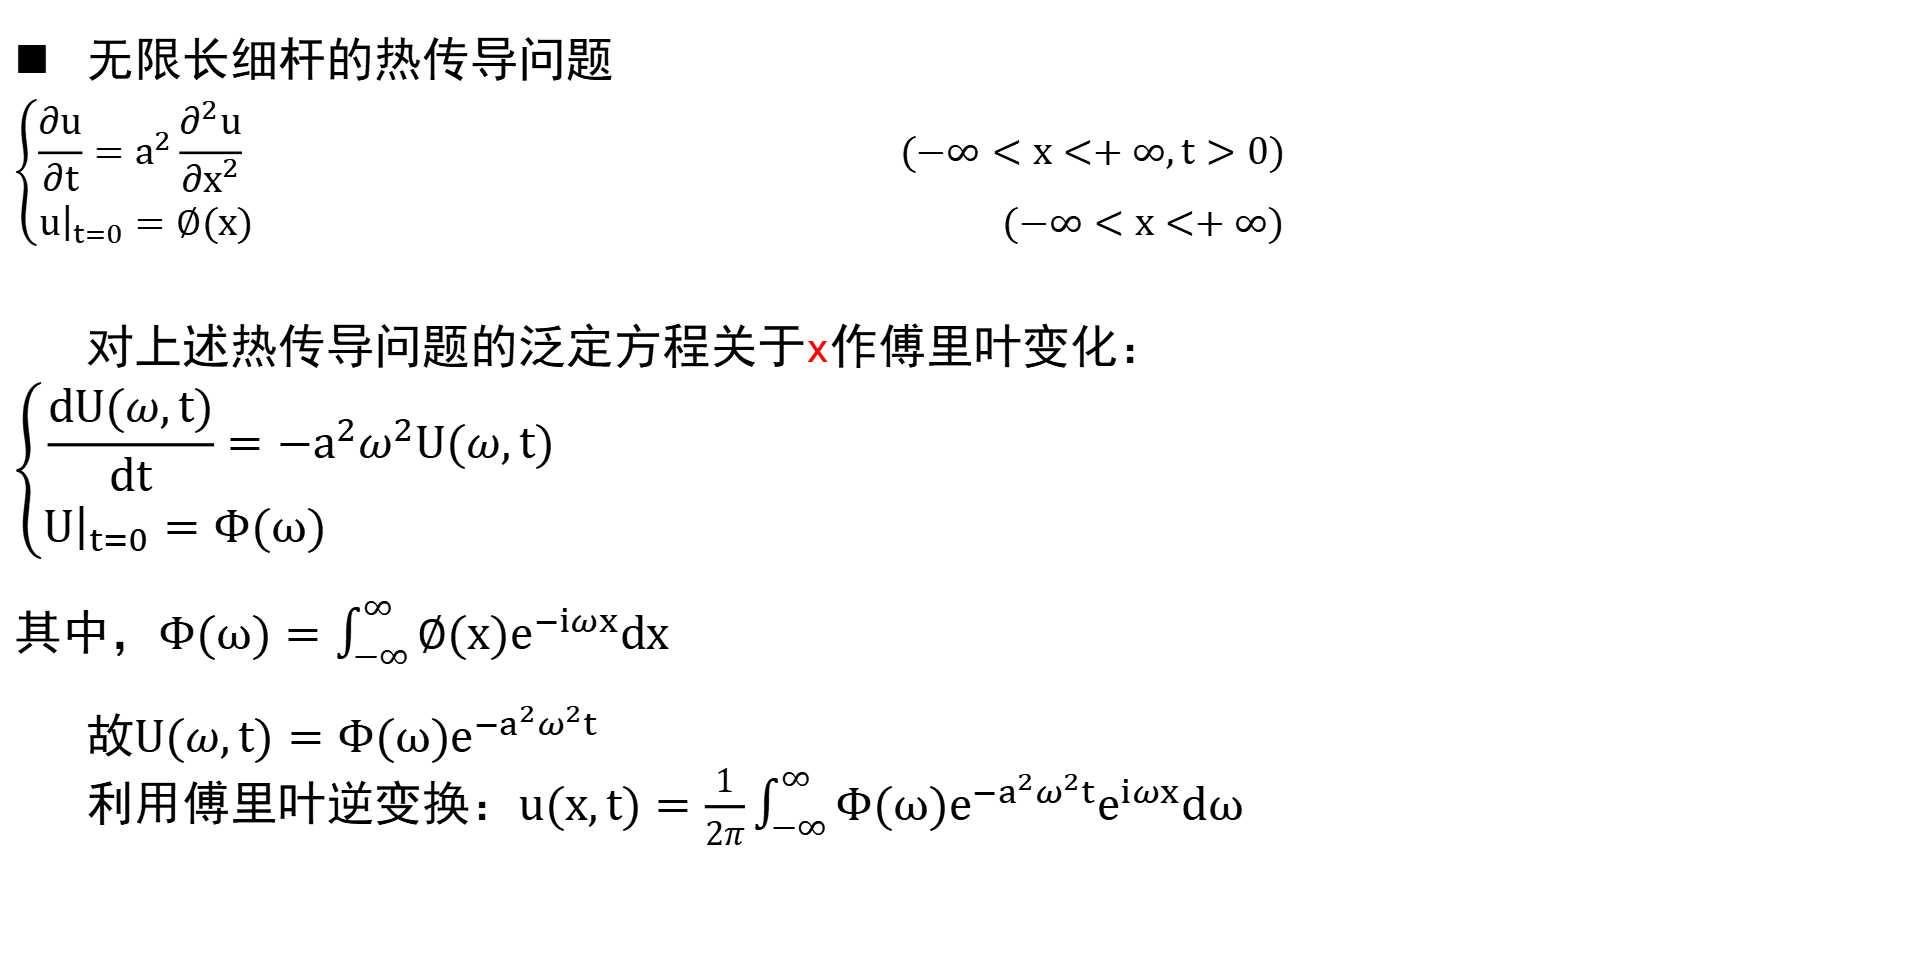 ■ 无限长细杆的热传导问题
∂u/∂t = a² ∂²u/∂x² (−∞ < x <+ ∞, t > 0)
u|t=0 = ∅(x) (−∞ < x <+ ∞)
对上述热传导问题的泛定方程关于x作傅里叶变化：
dU(ω, t)/dt = −a²ω²U(ω, t)
U|t=0 = Φ(ω)
其中，Φ(ω) = ∫_{−∞}^{∞} ∅(x)e^{−iωx}dx
故U(ω, t) = Φ(ω)e^{−a²ω²t}
利用傅里叶逆变换：u(x, t) = 1/2π ∫_{−∞}^{∞} Φ(ω)e^{−a²ω²t}e^{iωx}dω